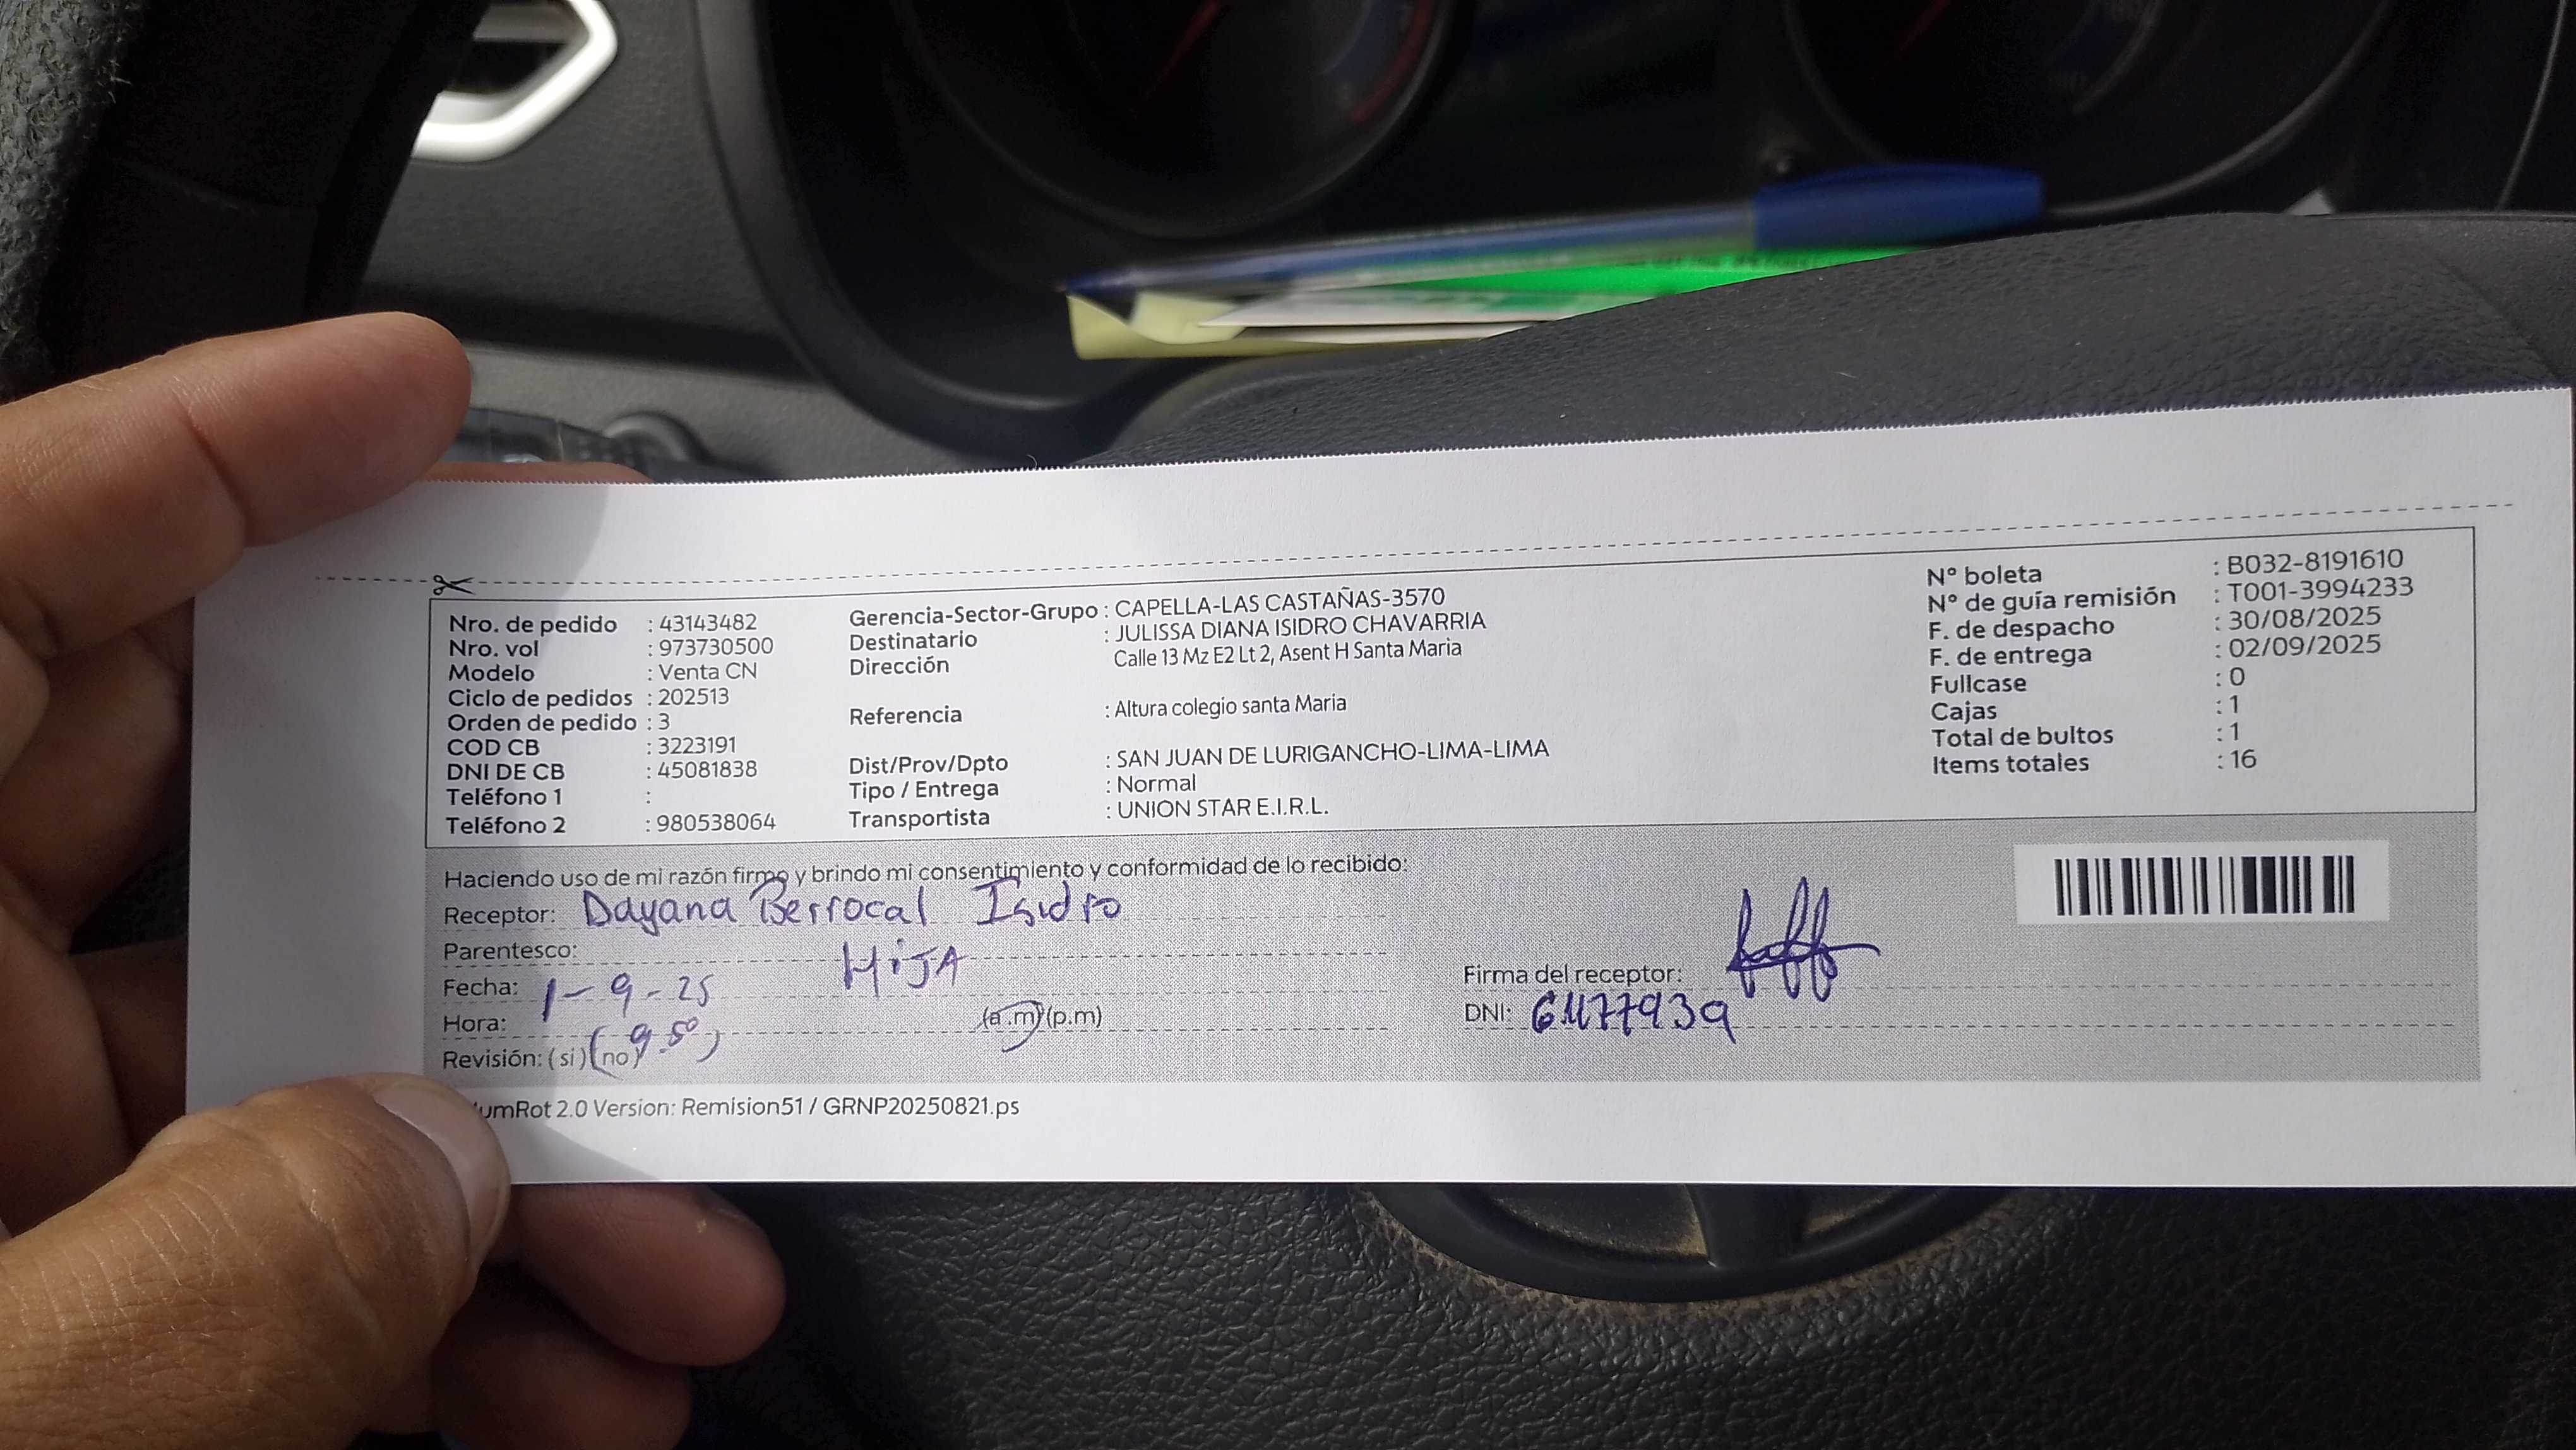 Nro. de pedido : 43143482
Nro. vol : 973730500
Modelo : Venta CN
Ciclo de pedidos : 202513
Orden de pedido : 3
COD CB : 3223191
DNI DE CB : 45081838
Teléfono 1 :
Teléfono 2 : 980538064
Gerencia-Sector-Grupo : CAPELLA-LAS CASTAÑAS-3570
Destinatario : JULISSA DIANA ISIDRO CHAVARRIA
Dirección Calle 13 Mz E2 Lt 2, Asent H Santa Maria
Referencia : Altura colegio santa Maria
Dist/Prov/Dpto : SAN JUAN DE LURIGANCHO-LIMA-LIMA
Tipo / Entrega : Normal
Transportista : UNION STAR E.I.R.L.
N° boleta : B032-8191610
N° de guía remisión : T001-3994233
F. de despacho : 30/08/2025
F. de entrega : 02/09/2025
Fullcase : 0
Cajas : 1
Total de bultos : 1
Items totales : 16
Haciendo uso de mi razón firmo y brindo mi consentimiento y conformidad de lo recibido:
Receptor: Dayana Berrocal Isidro
Parentesco: HiJA
Fecha: 1-9-25
Hora: 9.50 (a.m)(p.m)
Revisión: (si) (no)
Firma del receptor:
DNI:
2.0 Version: Remision51 / GRNP20250821.ps